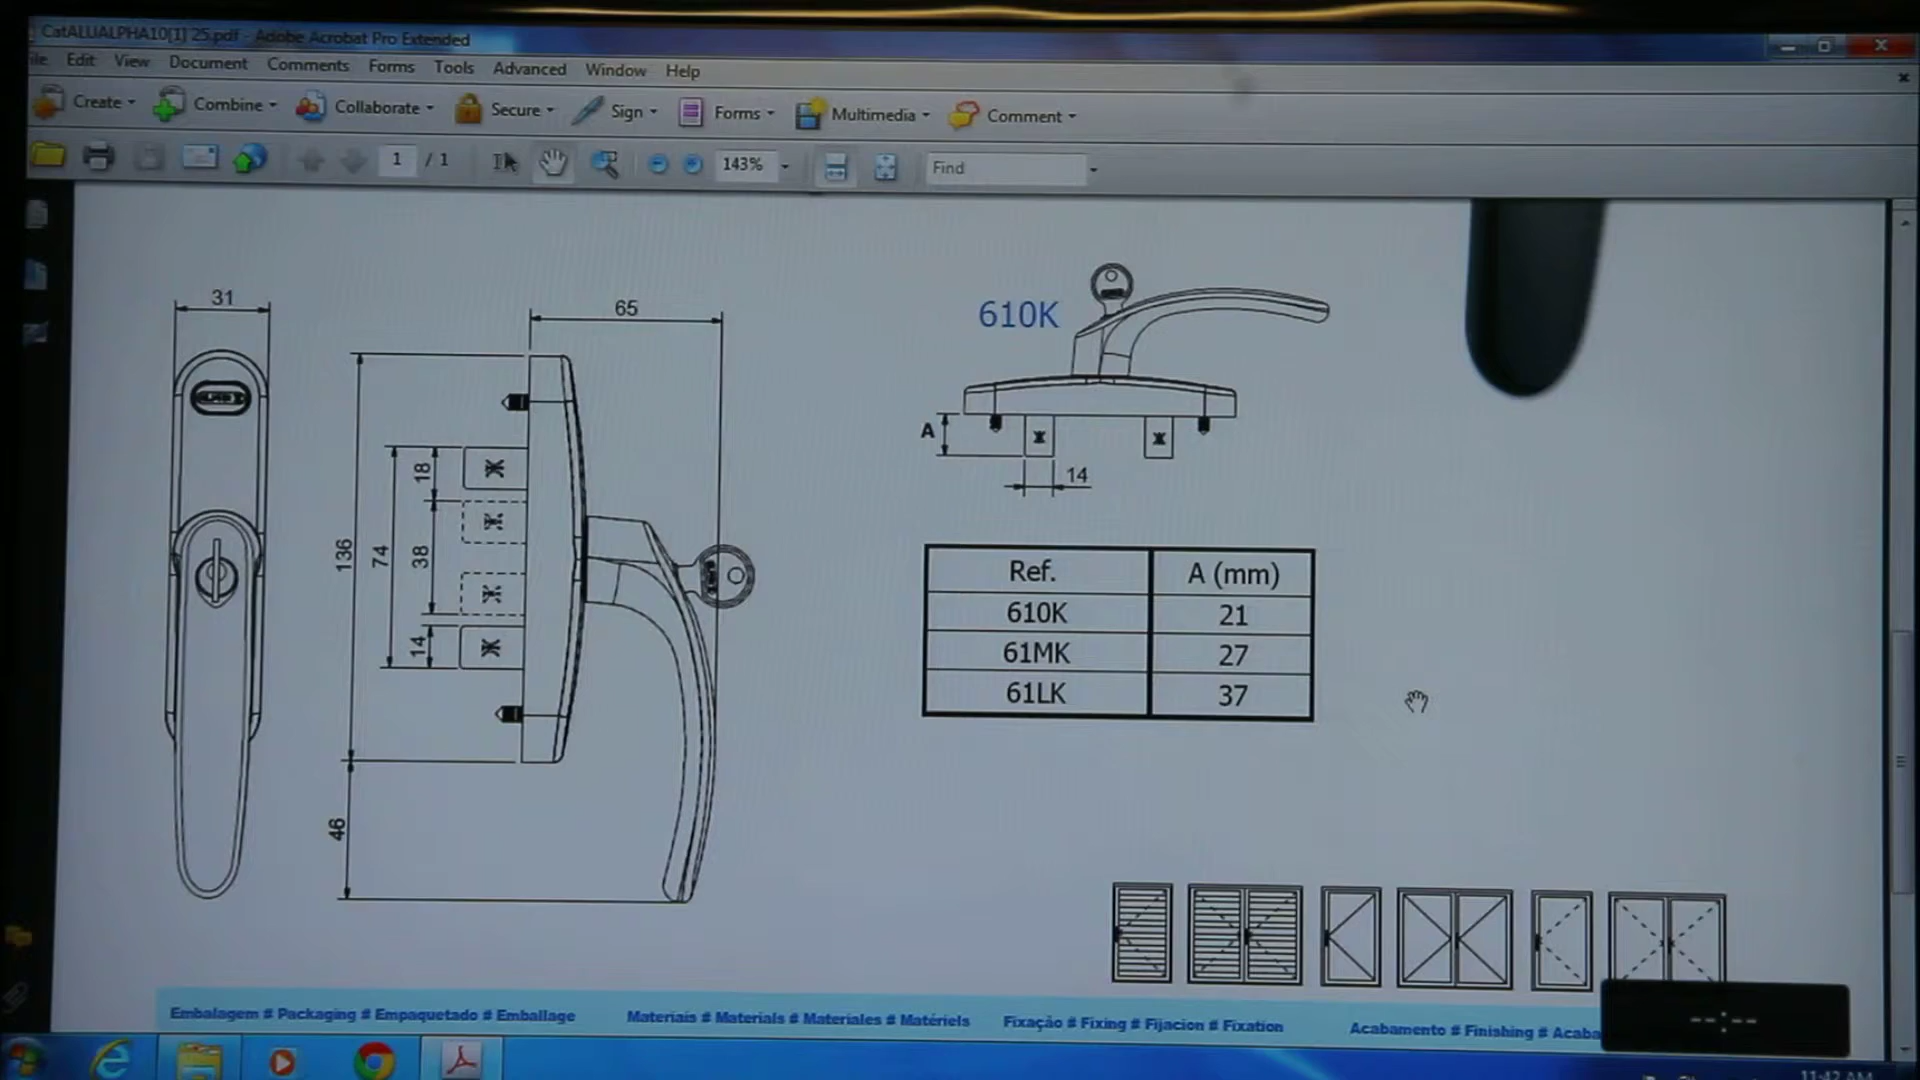 CatALUALPHA10[1] 25.pdf - Adobe Acrobat Pro Extended
File Edit View Document Comments Forms Tools Advanced Window Help
Create Combine Collaborate Secure Sign Forms Multimedia Comment
1 / 1 143% Find
31
65
610K
136
74
18
38
14
46
A
14
Ref. A (mm)
610K 21
61MK 27
61LK 37
Embalagem # Packaging # Empaquetado # Emballage
Materiais # Materials # Materiales # Matériels
Fixação # Fixing # Fijacion # Fixation
Acabamento # Finishing # Acaba
--:--
11:42 AM